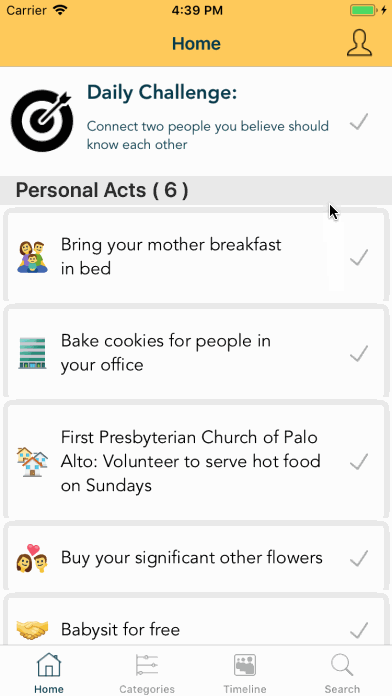 Carrier 4:39 PM
Home
Daily Challenge:
Connect two people you believe should
know each other
Personal Acts ( 6 )
Bring your mother breakfast
in bed
Bake cookies for people in
your office
First Presbyterian Church of Palo
Alto: Volunteer to serve hot food
on Sundays
Buy your significant other flowers
Babysit for free
Home Categories Timeline Search